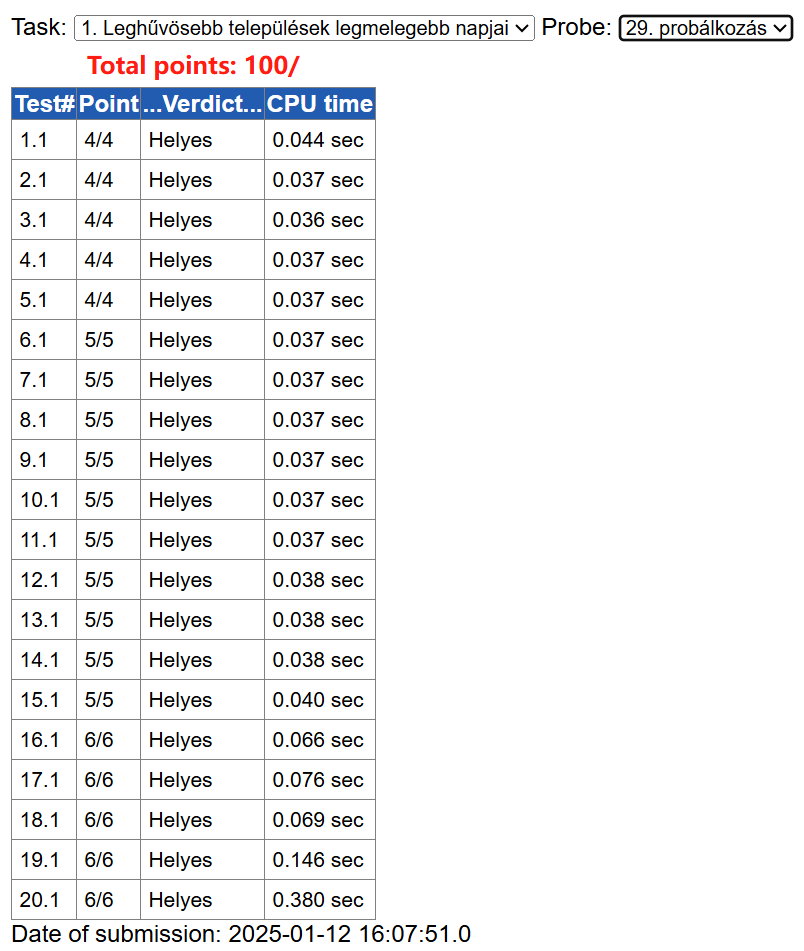 Task: 1. Leghűvösebb települések legmelegebb napjai Probe: 29. probálkozás
Total points: 100/
Test# Point ...Verdict... CPU time
1.1 4/4 Helyes 0.044 sec
2.1 4/4 Helyes 0.037 sec
3.1 4/4 Helyes 0.036 sec
4.1 4/4 Helyes 0.037 sec
5.1 4/4 Helyes 0.037 sec
6.1 5/5 Helyes 0.037 sec
7.1 5/5 Helyes 0.037 sec
8.1 5/5 Helyes 0.037 sec
9.1 5/5 Helyes 0.037 sec
10.1 5/5 Helyes 0.037 sec
11.1 5/5 Helyes 0.037 sec
12.1 5/5 Helyes 0.038 sec
13.1 5/5 Helyes 0.038 sec
14.1 5/5 Helyes 0.038 sec
15.1 5/5 Helyes 0.040 sec
16.1 6/6 Helyes 0.066 sec
17.1 6/6 Helyes 0.076 sec
18.1 6/6 Helyes 0.069 sec
19.1 6/6 Helyes 0.146 sec
20.1 6/6 Helyes 0.380 sec
Date of submission: 2025-01-12 16:07:51.0